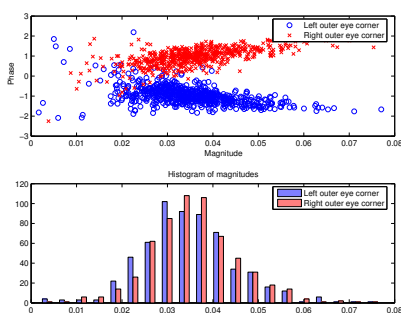 3
2
1
0
−1
−2
−3
Phase
Left outer eye corner
Right outer eye corner
0 0.01 0.02 0.03 0.04 0.05 0.06 0.07 0.08
Magnitude
Histogram of magnitudes
120
100
80
60
40
20
0
Left outer eye corner
Right outer eye corner
0 0.01 0.02 0.03 0.04 0.05 0.06 0.07 0.08